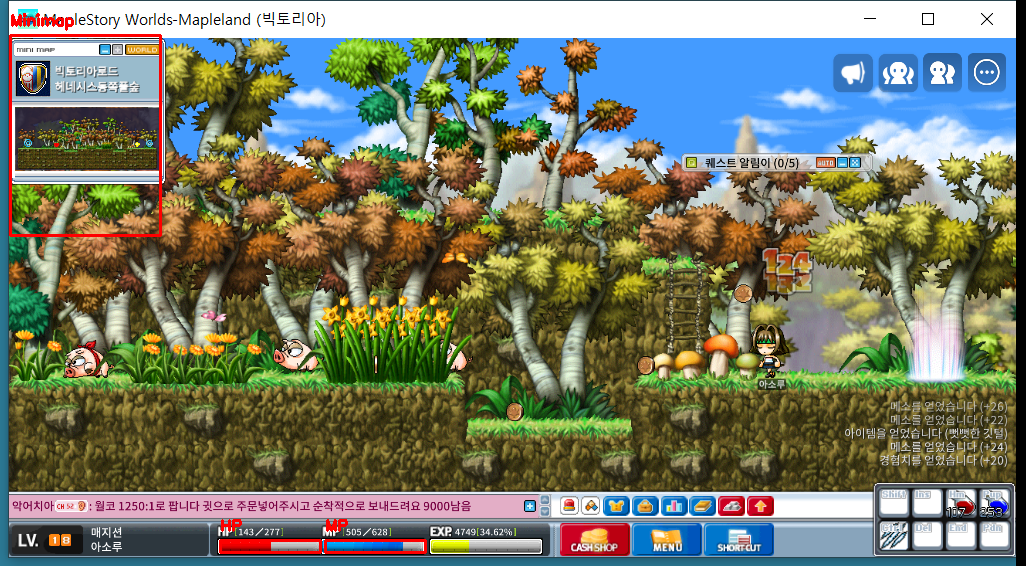 Minimap
MapleStory Worlds-Mapleland (빅토리아)
MINI MAP WORLD
빅토리아로드
헤네시스동쪽풀숲
퀘스트 알림이 (0/5) AUTO
124
아소루
메소를 얻었습니다 (+26)
메소를 얻었습니다 (+22)
아이템을 얻었습니다 (뻣뻣한 깃털)
메소를 얻었습니다 (+24)
경험치를 얻었습니다 (+20)
악어치아 CH 52 : 월코 1250:1로 팝니다 귓으로 주문넣어주시고 순착적으로 보내드려요 9000남음
Shift Ins Hm Pup
107 353
Ctrl Del End Pdn
HP MP
LV. 18 매지션
아소루
HP [143/277] MP [505/628] EXP. 4749[34.62%]
CASH SHOP MENU SHORT-CUT